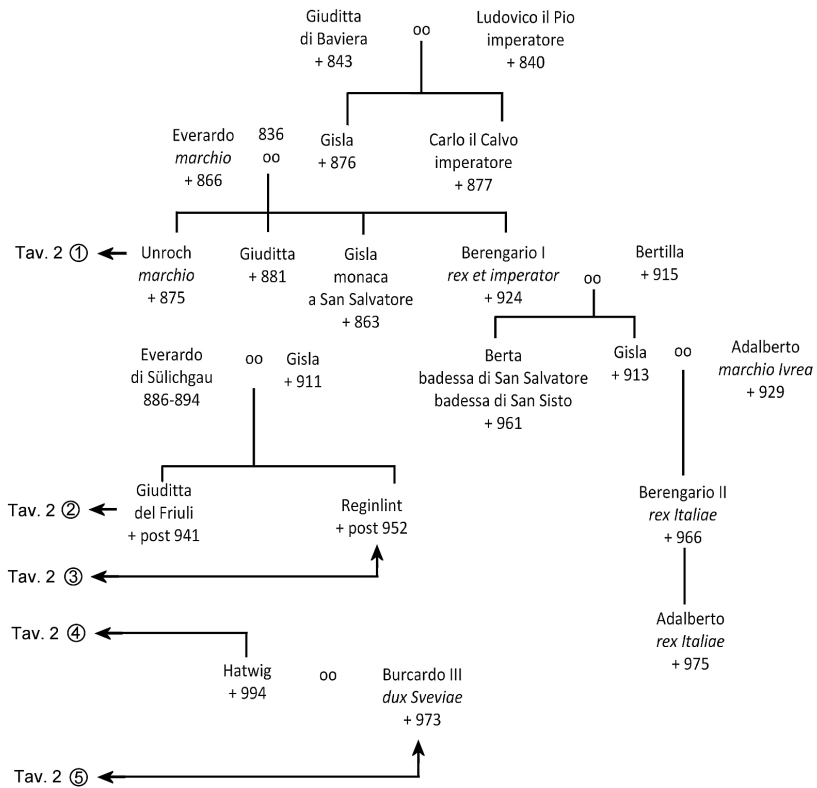 Giuditta
di Baviera
+ 843
oo
Ludovico il Pio
imperatore
+ 840
Everardo
marchio
+ 866
836
oo
Gisla
+ 876
Carlo il Calvo
imperatore
+ 877
Tav. 2 ①
Unroch
marchio
+ 875
Giuditta
+ 881
Gisla
monaca
a San Salvatore
+ 863
Berengario I
rex et imperator
+ 924
oo
Bertilla
+ 915
Everardo
di Sülichgau
886-894
oo
Gisla
+ 911
Berta
badessa di San Salvatore
badessa di San Sisto
+ 961
Gisla
+ 913
oo
Adalberto
marchio Ivrea
+ 929
Tav. 2 ②
Giuditta
del Friuli
+ post 941
Reginlint
+ post 952
Berengario II
rex Italiae
+ 966
Tav. 2 ③
Adalberto
rex Italiae
+ 975
Tav. 2 ④
Hatwig
+ 994
oo
Burcardo III
dux Sveviae
+ 973
Tav. 2 ⑤